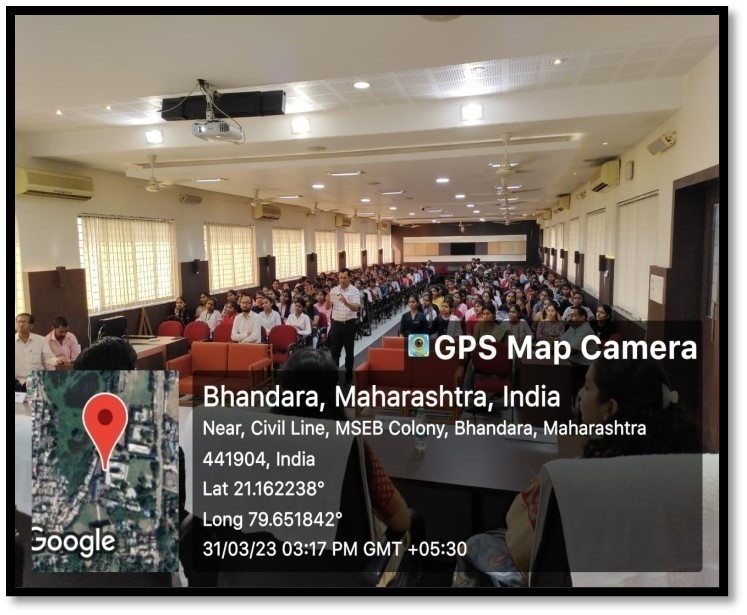 GPS Map Camera
Bhandara, Maharashtra, India
Near, Civil Line, MSEB Colony, Bhandara, Maharashtra
441904, India
Lat 21.162238°
Long 79.651842°
31/03/23 03:17 PM GMT +05:30
Google